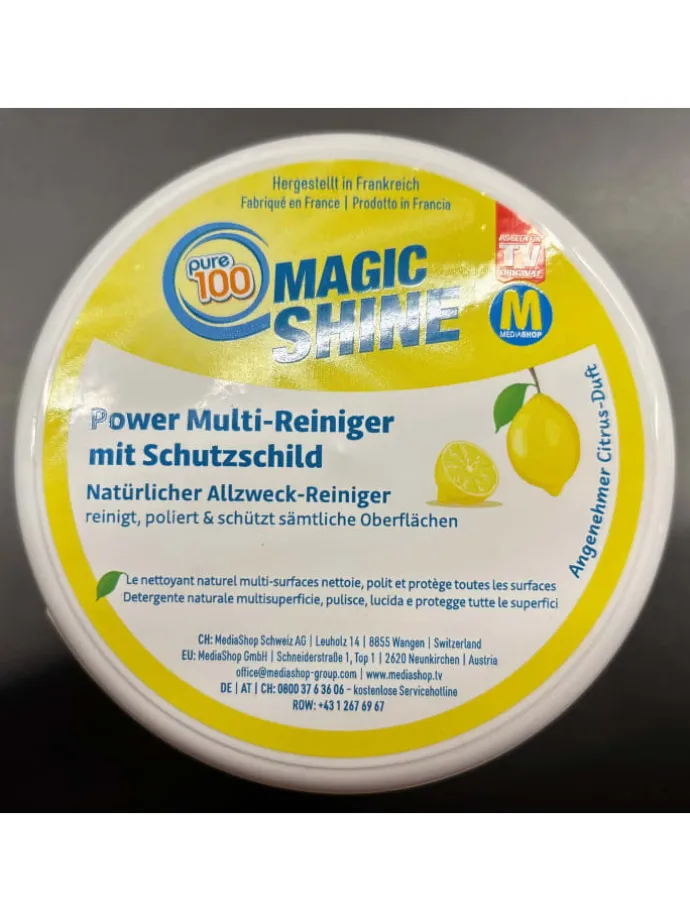 Hergestellt in Frankreich
Fabriqué en France | Prodotto in Francia
pure
100
MAGIC
SHINE
AS SEEN ON
TV
ORIGINAL
M
MEDIASHOP
Power Multi-Reiniger
mit Schutzschild
Natürlicher Allzweck-Reiniger
reinigt, poliert & schützt sämtliche Oberflächen
Angenehmer Citrus-Duft
Le nettoyant naturel multi-surfaces nettoie, polit et protège toutes les surfaces
Detergente naturale multisuperficie, pulisce, lucida e protegge tutte le superfici
CH: MediaShop Schweiz AG | Leuholz 14 | 8855 Wangen | Switzerland
EU: MediaShop GmbH | Schneiderstraße 1, Top 1 | 2620 Neunkirchen | Austria
office@mediashop-group.com | www.mediashop.tv
DE | AT | CH: 0800 37 6 36 06 – kostenlose Servicehotline
ROW: +43 1 267 69 67